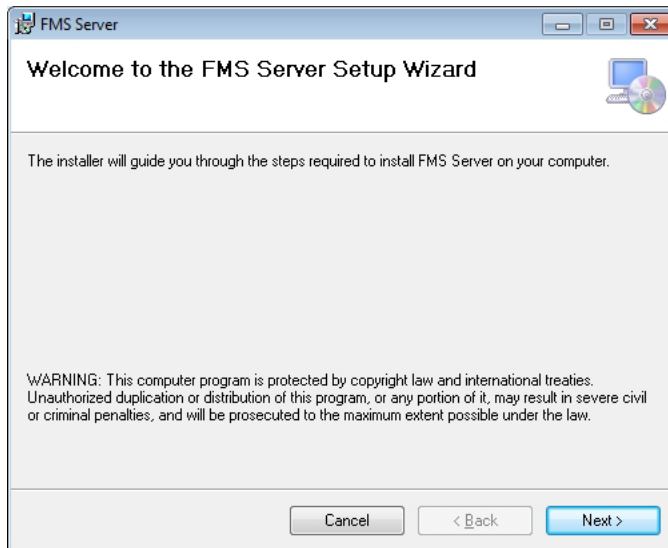 FMS Server
Welcome to the FMS Server Setup Wizard
The installer will guide you through the steps required to install FMS Server on your computer.
WARNING: This computer program is protected by copyright law and international treaties.
Unauthorized duplication or distribution of this program, or any portion of it, may result in severe civil
or criminal penalties, and will be prosecuted to the maximum extent possible under the law.
Cancel
< Back
Next >